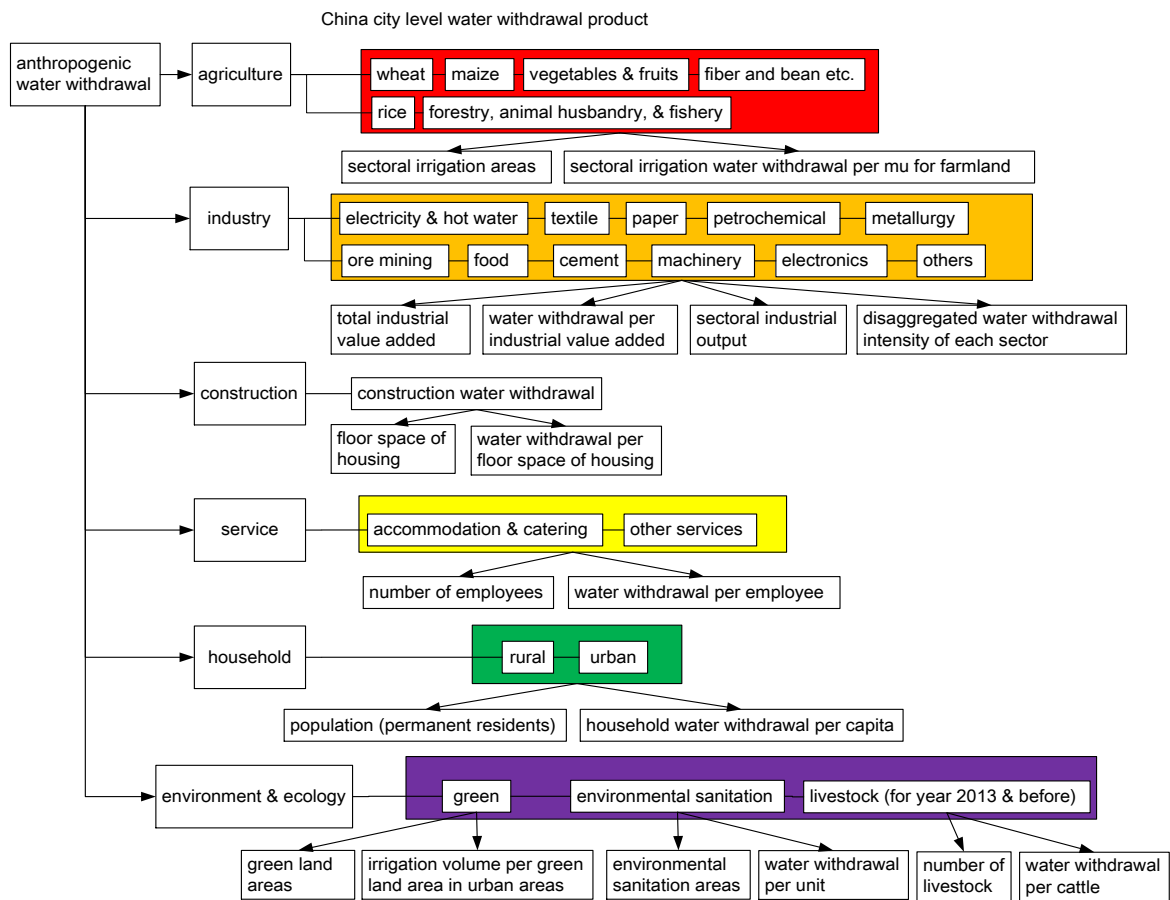 China city level water withdrawal product
anthropogenic
water withdrawal
agriculture
wheat
maize
vegetables & fruits
fiber and bean etc.
rice
forestry, animal husbandry, & fishery
sectoral irrigation areas
sectoral irrigation water withdrawal per mu for farmland
industry
electricity & hot water
textile
paper
petrochemical
metallurgy
ore mining
food
cement
machinery
electronics
others
total industrial
value added
water withdrawal per
industrial value added
sectoral industrial
output
disaggregated water withdrawal
intensity of each sector
construction
construction water withdrawal
floor space of
housing
water withdrawal per
floor space of housing
service
accommodation & catering
other services
number of employees
water withdrawal per employee
household
rural
urban
population (permanent residents)
household water withdrawal per capita
environment & ecology
green
environmental sanitation
livestock (for year 2013 & before)
green land
areas
irrigation volume per green
land area in urban areas
environmental
sanitation areas
water withdrawal
per unit
number of
livestock
water withdrawal
per cattle